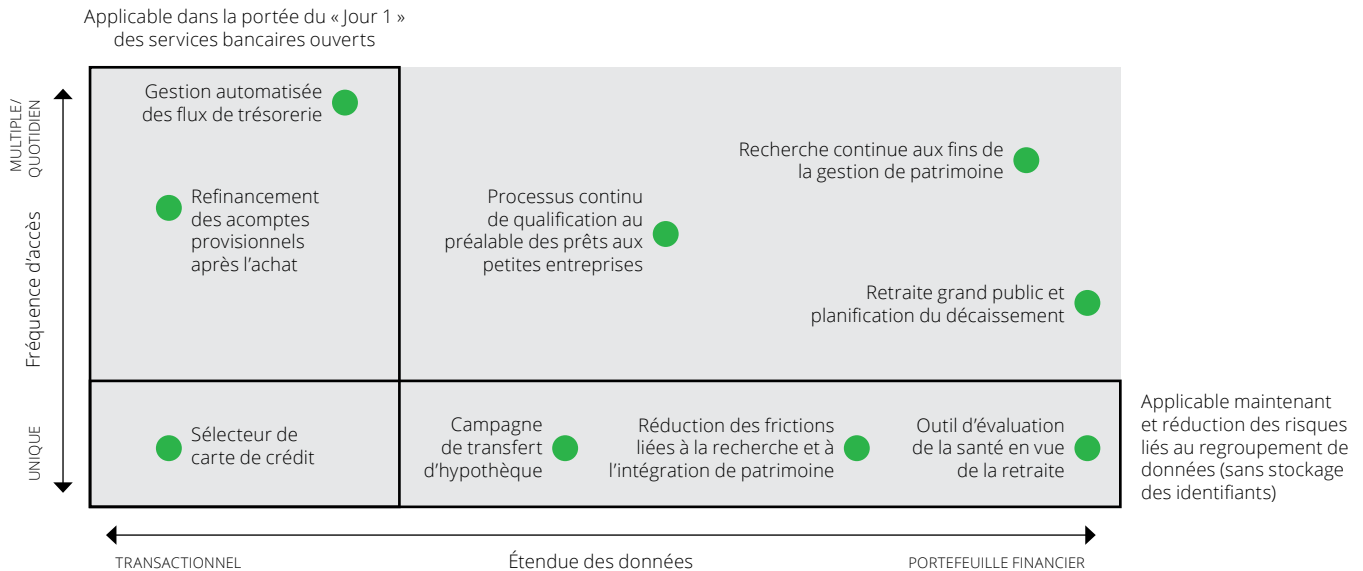 Applicable dans la portée du « Jour 1 »
des services bancaires ouverts
MULTIPLE/
QUOTIDIEN
Fréquence d'accès
UNIQUE
Gestion automatisée
des flux de trésorerie
Refinancement
des acomptes
provisionnels
après l'achat
Processus continu
de qualification au
préalable des prêts aux
petites entreprises
Recherche continue aux fins de
la gestion de patrimoine
Retraite grand public et
planification du décaissement
Sélecteur de
carte de crédit
Campagne
de transfert
d'hypothèque
Réduction des frictions
liées à la recherche et à
l'intégration de patrimoine
Outil d'évaluation
de la santé en vue
de la retraite
Applicable maintenant
et réduction des risques
liés au regroupement de
données (sans stockage
des identifiants)
TRANSACTIONNEL
Étendue des données
PORTEFEUILLE FINANCIER